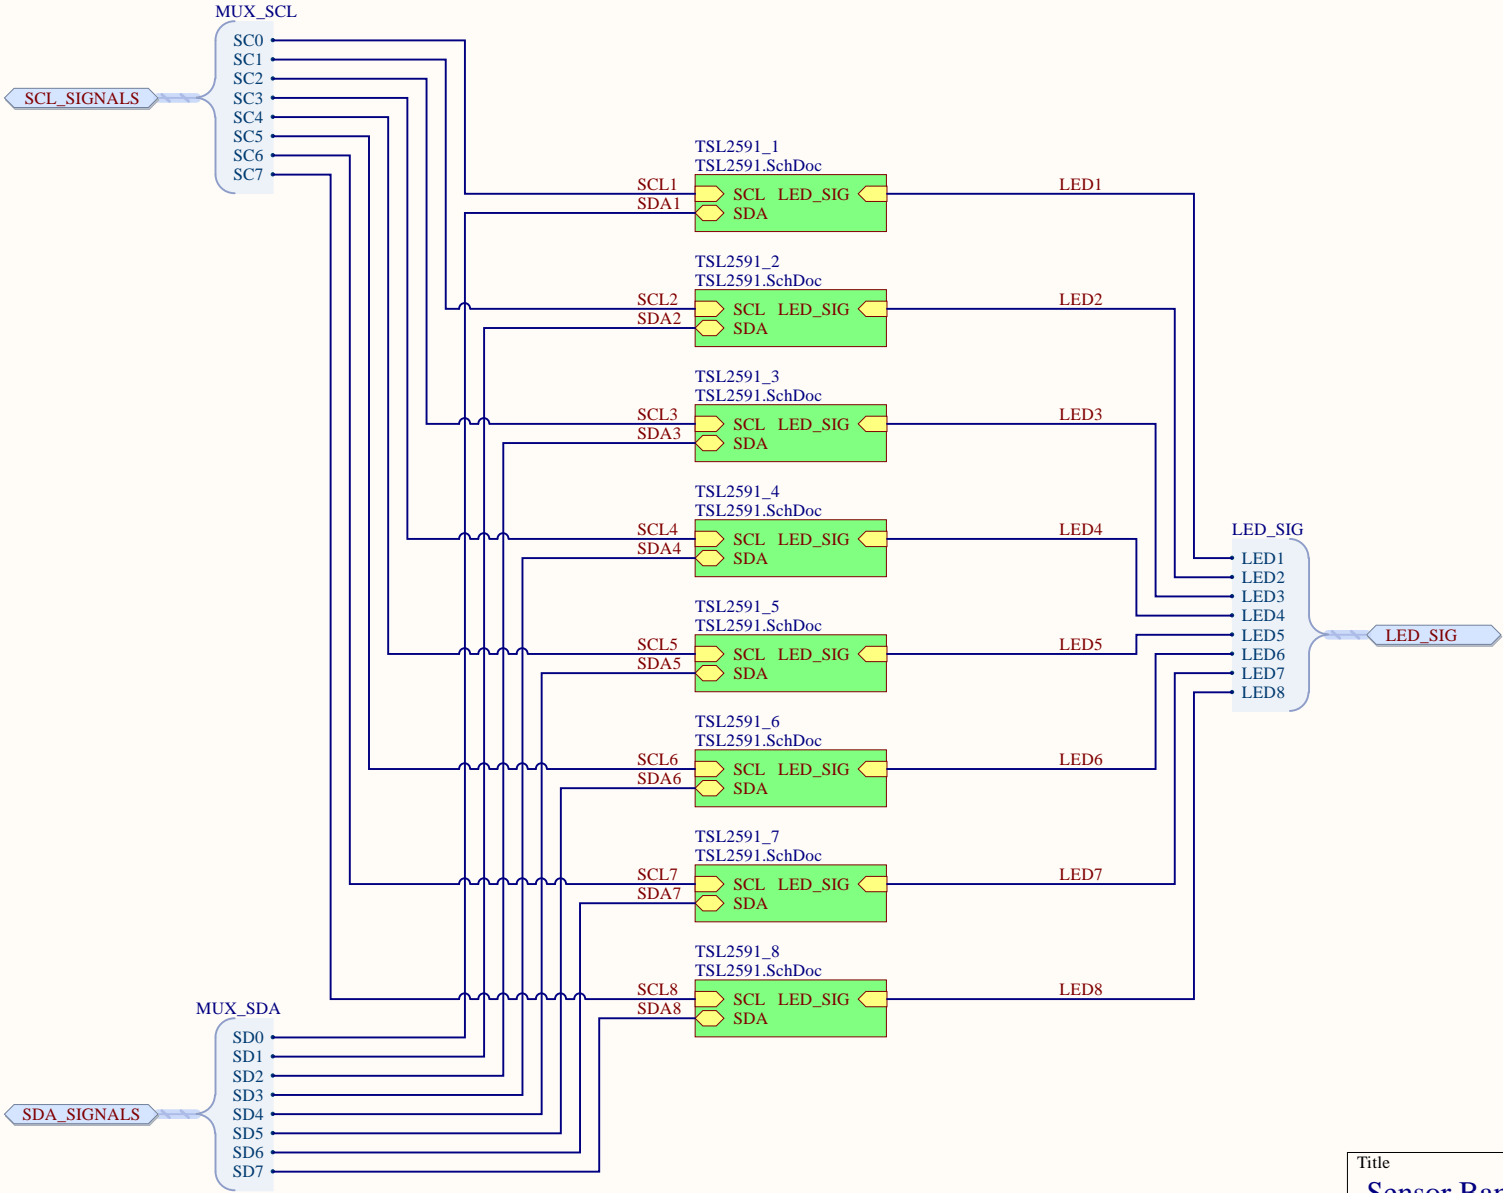 MUX_SCL
SC0
SC1
SC2
SC3
SC4
SC5
SC6
SC7
SCL_SIGNALS
TSL2591_1
TSL2591.SchDoc
SCL1
SDA1
SCL LED_SIG
SDA
LED1
TSL2591_2
TSL2591.SchDoc
SCL2
SDA2
SCL LED_SIG
SDA
LED2
TSL2591_3
TSL2591.SchDoc
SCL3
SDA3
SCL LED_SIG
SDA
LED3
TSL2591_4
TSL2591.SchDoc
SCL4
SDA4
SCL LED_SIG
SDA
LED4
TSL2591_5
TSL2591.SchDoc
SCL5
SDA5
SCL LED_SIG
SDA
LED5
TSL2591_6
TSL2591.SchDoc
SCL6
SDA6
SCL LED_SIG
SDA
LED6
TSL2591_7
TSL2591.SchDoc
SCL7
SDA7
SCL LED_SIG
SDA
LED7
TSL2591_8
TSL2591.SchDoc
SCL8
SDA8
SCL LED_SIG
SDA
LED8
LED_SIG
LED1
LED2
LED3
LED4
LED5
LED6
LED7
LED8
LED_SIG
MUX_SDA
SD0
SD1
SD2
SD3
SD4
SD5
SD6
SD7
SDA_SIGNALS
Title
Sensor